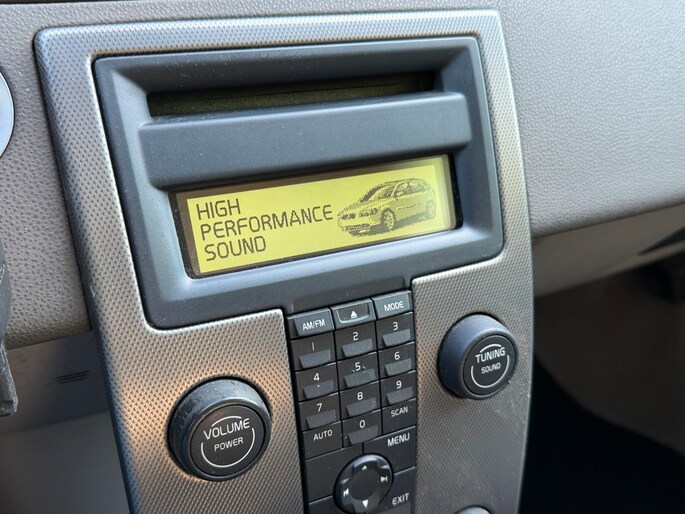 HIGH
PERFORMANCE
SOUND
AM/FM MODE
1 2 3
4 5 6
7 8 9
AUTO 0 SCAN
MENU
EXIT
VOLUME
POWER
TUNING
SOUND